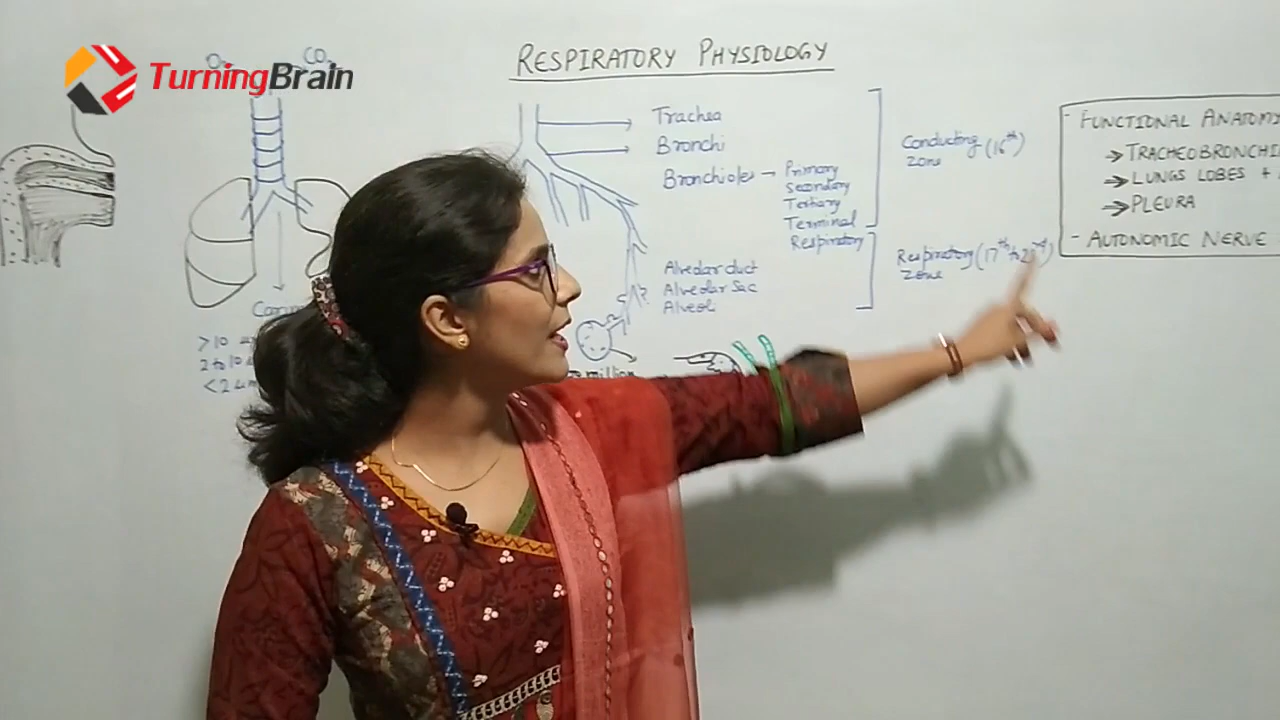 TurningBrain
O₂
CO₂
RESPIRATORY PHYSIOLOGY
Trachea
Bronchi
Bronchioles → Primary
Secondary
Tertiary
Terminal
Respiratory
Alveolar duct
Alveolar Sac
Alveoli
Conducting (16th)
zone
Respiratory (17th to
zone
- FUNCTIONAL ANATOMY
→ TRACHEOBRONCHI
→ LUNGS LOBES +
→ PLEURA
- AUTONOMIC NERVE
>10
2 to 10
<2
million